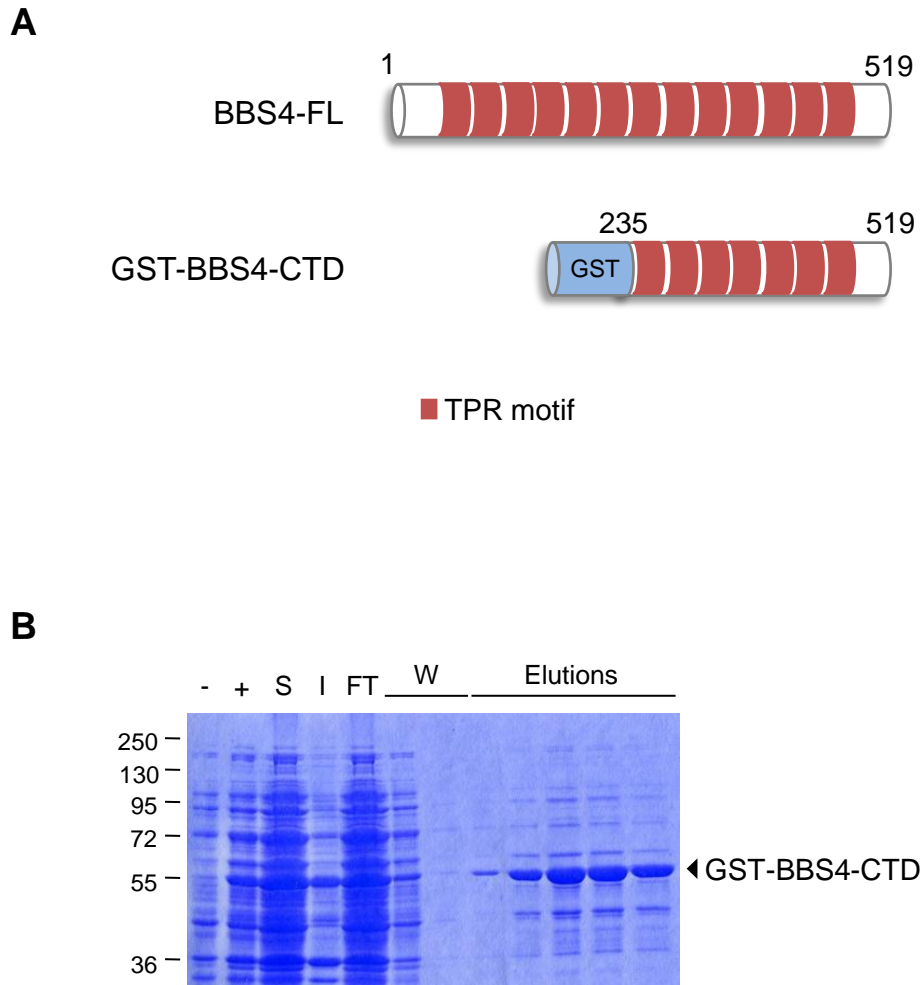 A
1 519
BBS4-FL
235 519
GST-BBS4-CTD
GST
TPR motif
B
- + S I FT W Elutions
250
130
95
72
55
36
GST-BBS4-CTD